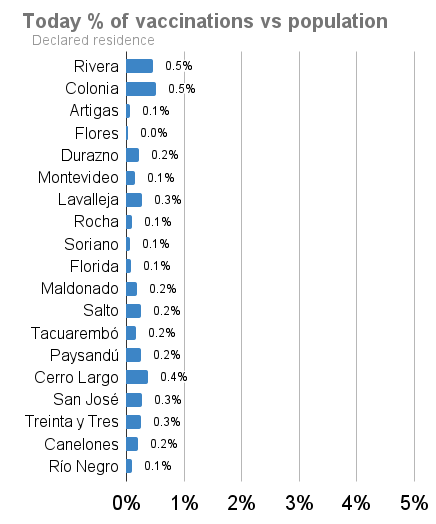 Today % of vaccinations vs population
Declared residence
Rivera 0.5%
Colonia 0.5%
Artigas 0.1%
Flores 0.0%
Durazno 0.2%
Montevideo 0.1%
Lavalleja 0.3%
Rocha 0.1%
Soriano 0.1%
Florida 0.1%
Maldonado 0.2%
Salto 0.2%
Tacuarembó 0.2%
Paysandú 0.2%
Cerro Largo 0.4%
San José 0.3%
Treinta y Tres 0.3%
Canelones 0.2%
Río Negro 0.1%
0% 1% 2% 3% 4% 5%